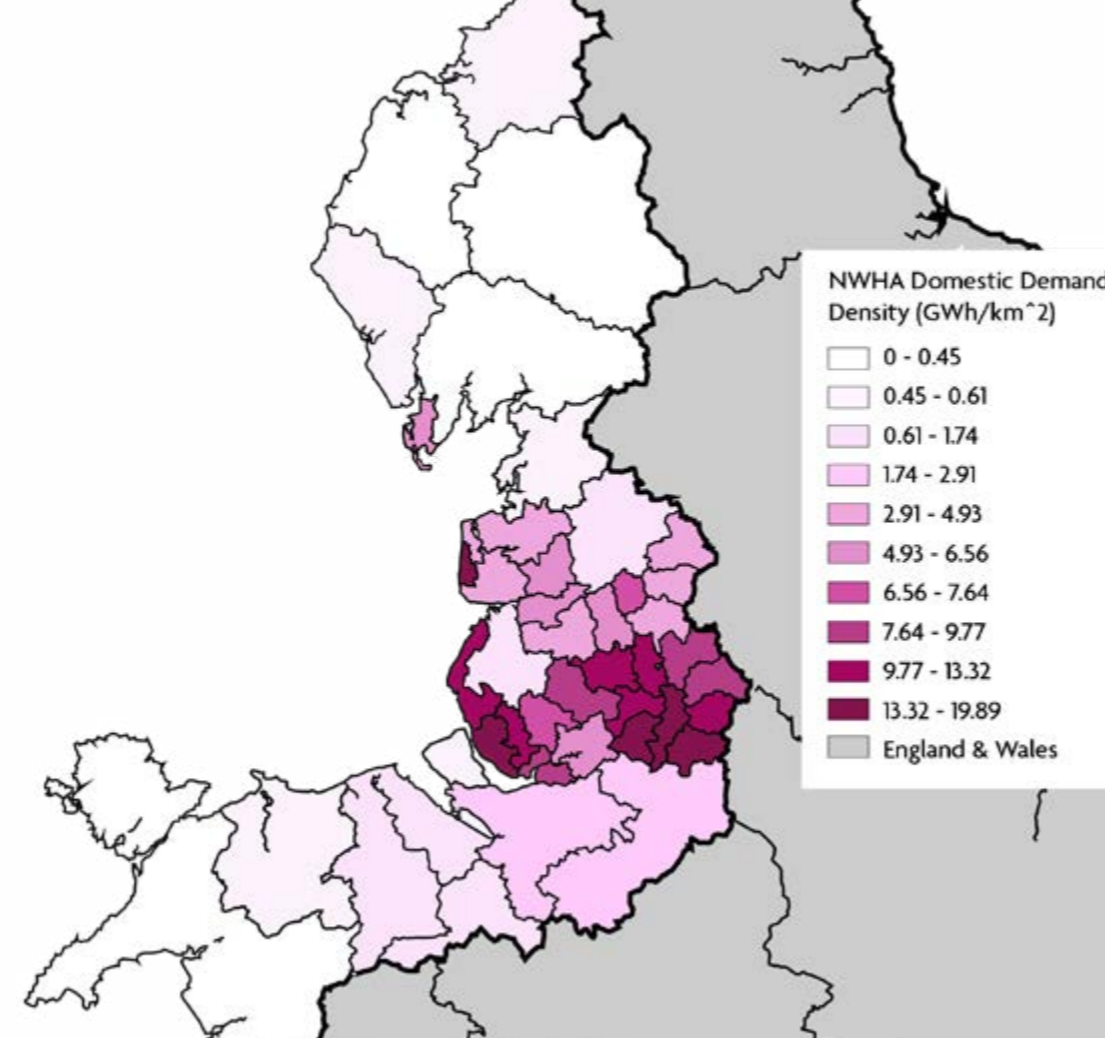 NWHA Domestic Demand
Density (GWh/km^2)
0 - 0.45
0.45 - 0.61
0.61 - 1.74
1.74 - 2.91
2.91 - 4.93
4.93 - 6.56
6.56 - 7.64
7.64 - 9.77
9.77 - 13.32
13.32 - 19.89
England & Wales